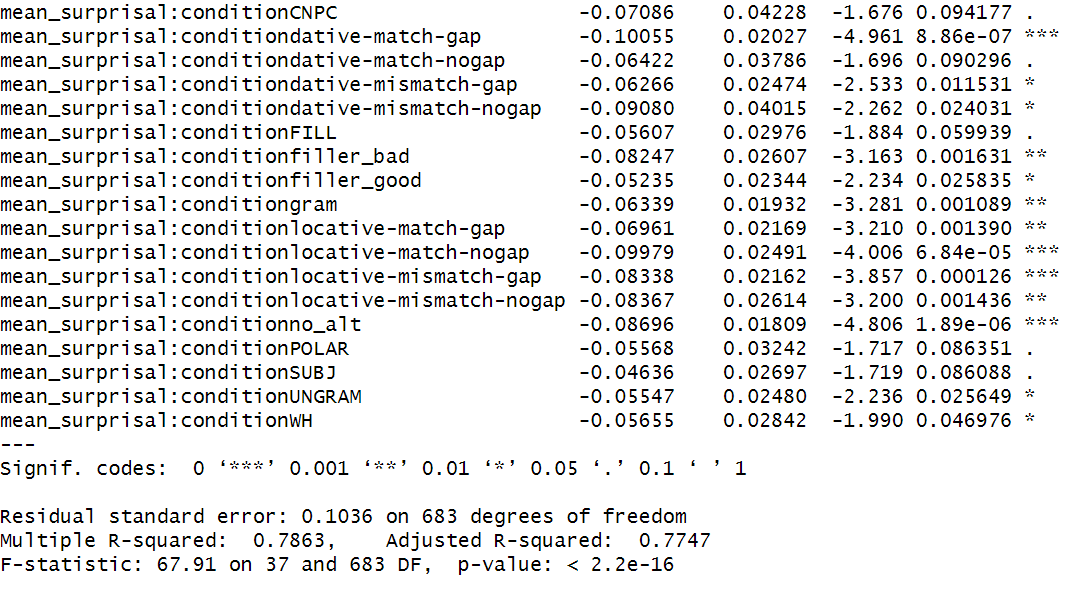 mean_surprisal:conditionCNPC -0.07086 0.04228 -1.676 0.094177 .
mean_surprisal:conditiondative-match-gap -0.10055 0.02027 -4.961 8.86e-07 ***
mean_surprisal:conditiondative-match-nogap -0.06422 0.03786 -1.696 0.090296 .
mean_surprisal:conditiondative-mismatch-gap -0.06266 0.02474 -2.533 0.011531 *
mean_surprisal:conditiondative-mismatch-nogap -0.09080 0.04015 -2.262 0.024031 *
mean_surprisal:conditionFILL -0.05607 0.02976 -1.884 0.059939 .
mean_surprisal:conditionfiller_bad -0.08247 0.02607 -3.163 0.001631 **
mean_surprisal:conditionfiller_good -0.05235 0.02344 -2.234 0.025835 *
mean_surprisal:conditiongram -0.06339 0.01932 -3.281 0.001089 **
mean_surprisal:conditionlocative-match-gap -0.06961 0.02169 -3.210 0.001390 **
mean_surprisal:conditionlocative-match-nogap -0.09979 0.02491 -4.006 6.84e-05 ***
mean_surprisal:conditionlocative-mismatch-gap -0.08338 0.02162 -3.857 0.000126 ***
mean_surprisal:conditionlocative-mismatch-nogap -0.08367 0.02614 -3.200 0.001436 **
mean_surprisal:conditionno_alt -0.08696 0.01809 -4.806 1.89e-06 ***
mean_surprisal:conditionPOLAR -0.05568 0.03242 -1.717 0.086351 .
mean_surprisal:conditionSUBJ -0.04636 0.02697 -1.719 0.086088 .
mean_surprisal:conditionUNGRAM -0.05547 0.02480 -2.236 0.025649 *
mean_surprisal:conditionWH -0.05655 0.02842 -1.990 0.046976 *
---
Signif. codes: 0 ‘***’ 0.001 ‘**’ 0.01 ‘*’ 0.05 ‘.’ 0.1 ‘ ’ 1
Residual standard error: 0.1036 on 683 degrees of freedom
Multiple R-squared: 0.7863, Adjusted R-squared: 0.7747
F-statistic: 67.91 on 37 and 683 DF, p-value: < 2.2e-16